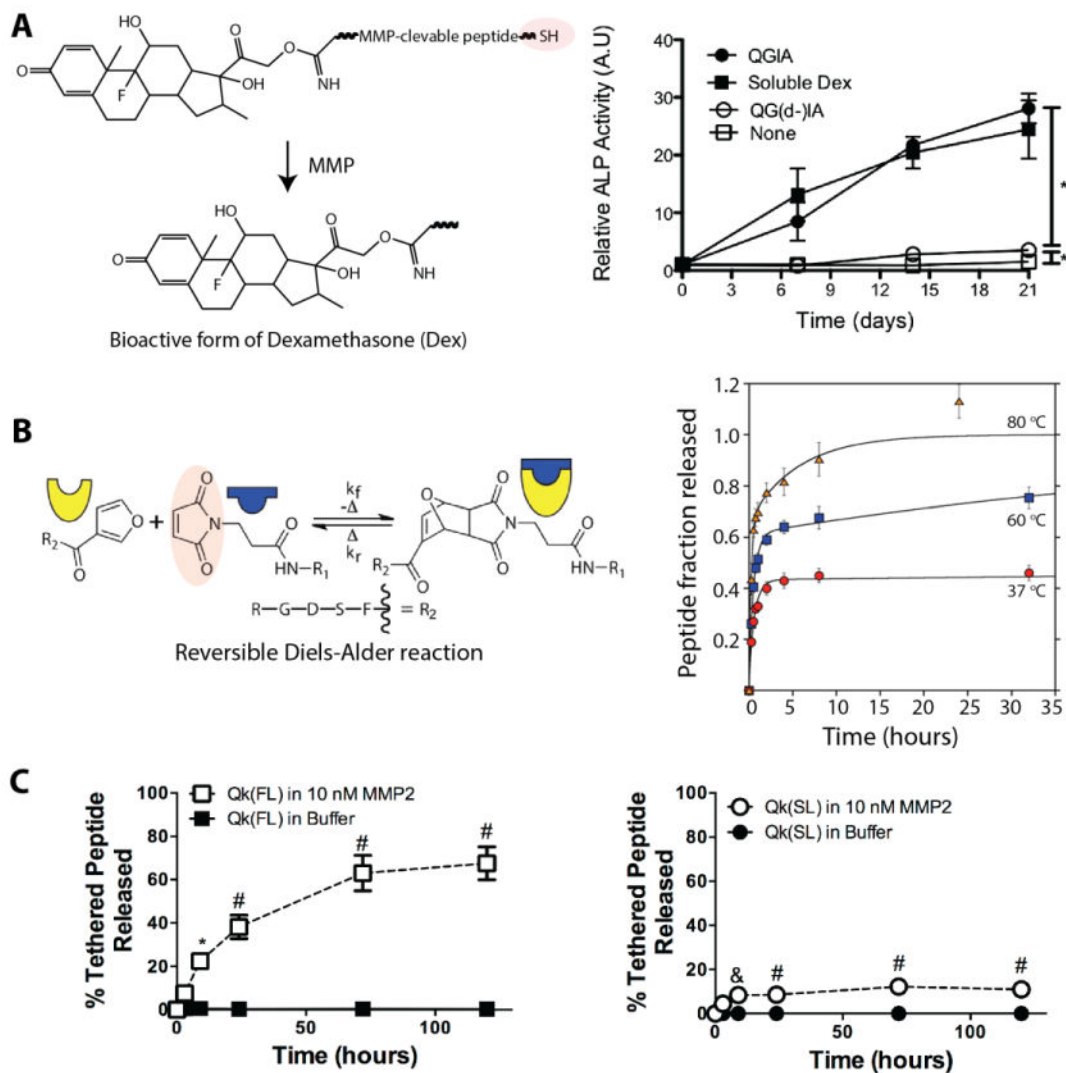 A
MMP-clevable peptide
SH
O
HO
O
F
OH
O
NH
MMP
O
HO
O
F
OH
O
NH
Bioactive form of Dexamethasone (Dex)
Relative ALP Activity (A.U)
40
30
20
10
0
QGIA
Soluble Dex
QG(d-)IA
None
*
*
0 3 6 9 12 15 18 21
Time (days)
B
R2
O
O
+
O
N
O
O
HN-R1
kf
-Δ
Δ
kr
O
O
N
O
R2
O
O
HN-R1
R-G-D-S-F
= R2
Reversible Diels-Alder reaction
Peptide fraction released
1.2
1.0
0.8
0.6
0.4
0.2
80 °C
60 °C
37 °C
0 5 10 15 20 25 30 35
Time (hours)
C
% Tethered Peptide
Released
100
80
60
40
20
0
Qk(FL) in 10 nM MMP2
Qk(FL) in Buffer
* # # #
0 50 100
Time (hours)
% Tethered Peptide
Released
100
80
60
40
20
0
Qk(SL) in 10 nM MMP2
Qk(SL) in Buffer
& # # #
0 50 100
Time (hours)